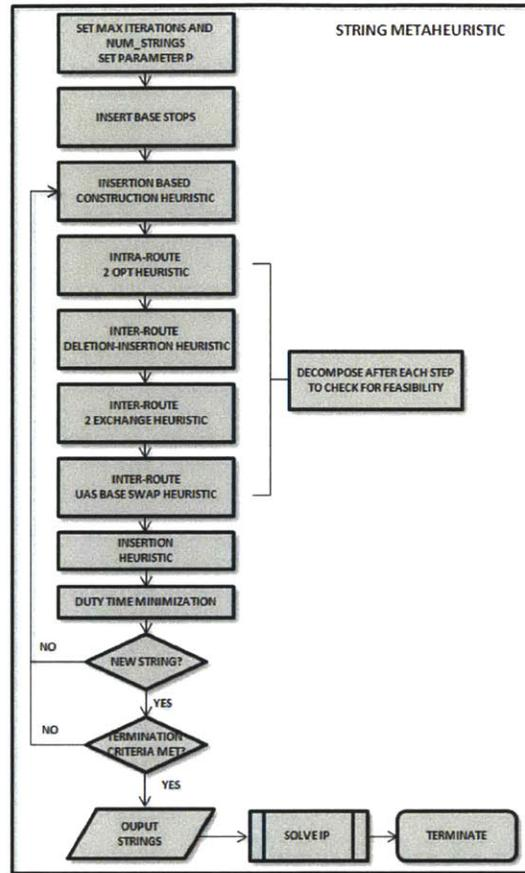 STRING METAHEURISTIC
SET MAX ITERATIONS AND
NUM_STRINGS
SET PARAMETER P
INSERT BASE STOPS
INSERTION BASED
CONSTRUCTION HEURISTIC
INTRA-ROUTE
2 OPT HEURISTIC
INTER-ROUTE
DELETION-INSERTION HEURISTIC
DECOMPOSE AFTER EACH STEP
TO CHECK FOR FEASIBILITY
INTER-ROUTE
2 EXCHANGE HEURISTIC
INTER-ROUTE
UAS BASE SWAP HEURISTIC
INSERTION
HEURISTIC
DUTY TIME MINIMIZATION
NO
NEW STRING?
YES
NO
TERMINATION
CRITERIA MET?
YES
OUPUT
STRINGS
SOLVE IP
TERMINATE